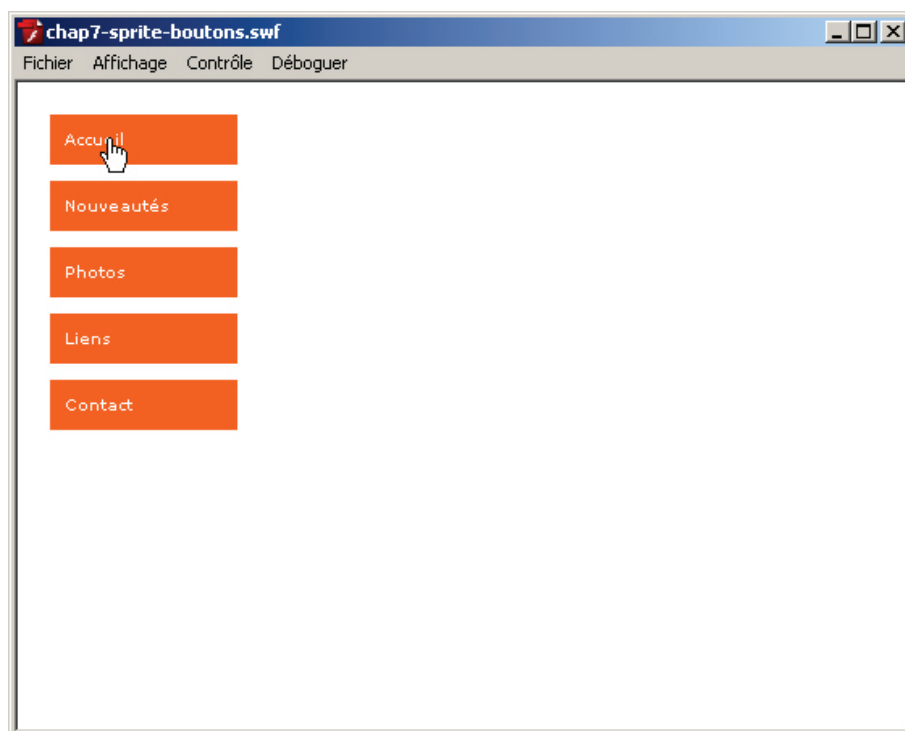 chap7-sprite-boutons.swf
Fichier Affichage Contrôle Déboguer
Accueil
Nouveautés
Photos
Liens
Contact